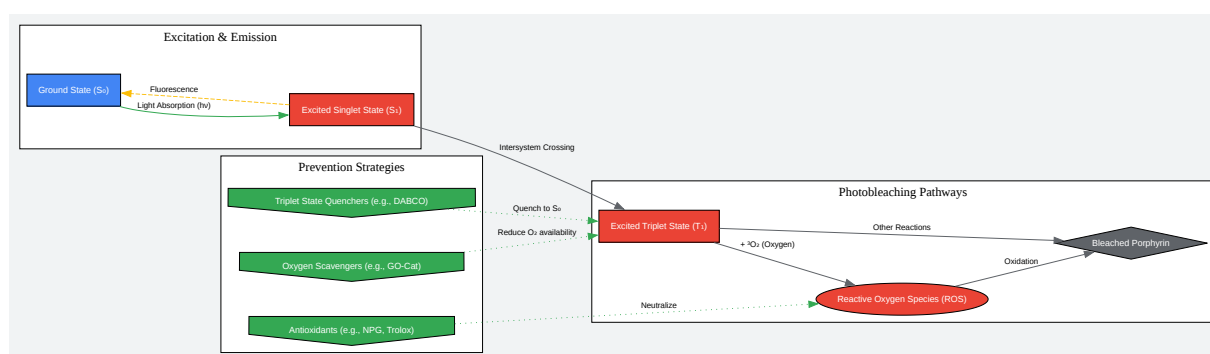 Excitation & Emission
Ground State (S₀)
Fluorescence
Light Absorption (hν)
Excited Singlet State (S₁)
Intersystem Crossing
Prevention Strategies
Triplet State Quenchers (e.g., DABCO)
Quench to S₀
Reduce O₂ availability
Oxygen Scavengers (e.g., GO-Cat)
Antioxidants (e.g., NPG, Trolox)
Neutralize
Photobleaching Pathways
Excited Triplet State (T₁)
Other Reactions
+ ³O₂ (Oxygen)
Bleached Porphyrin
Oxidation
Reactive Oxygen Species (ROS)